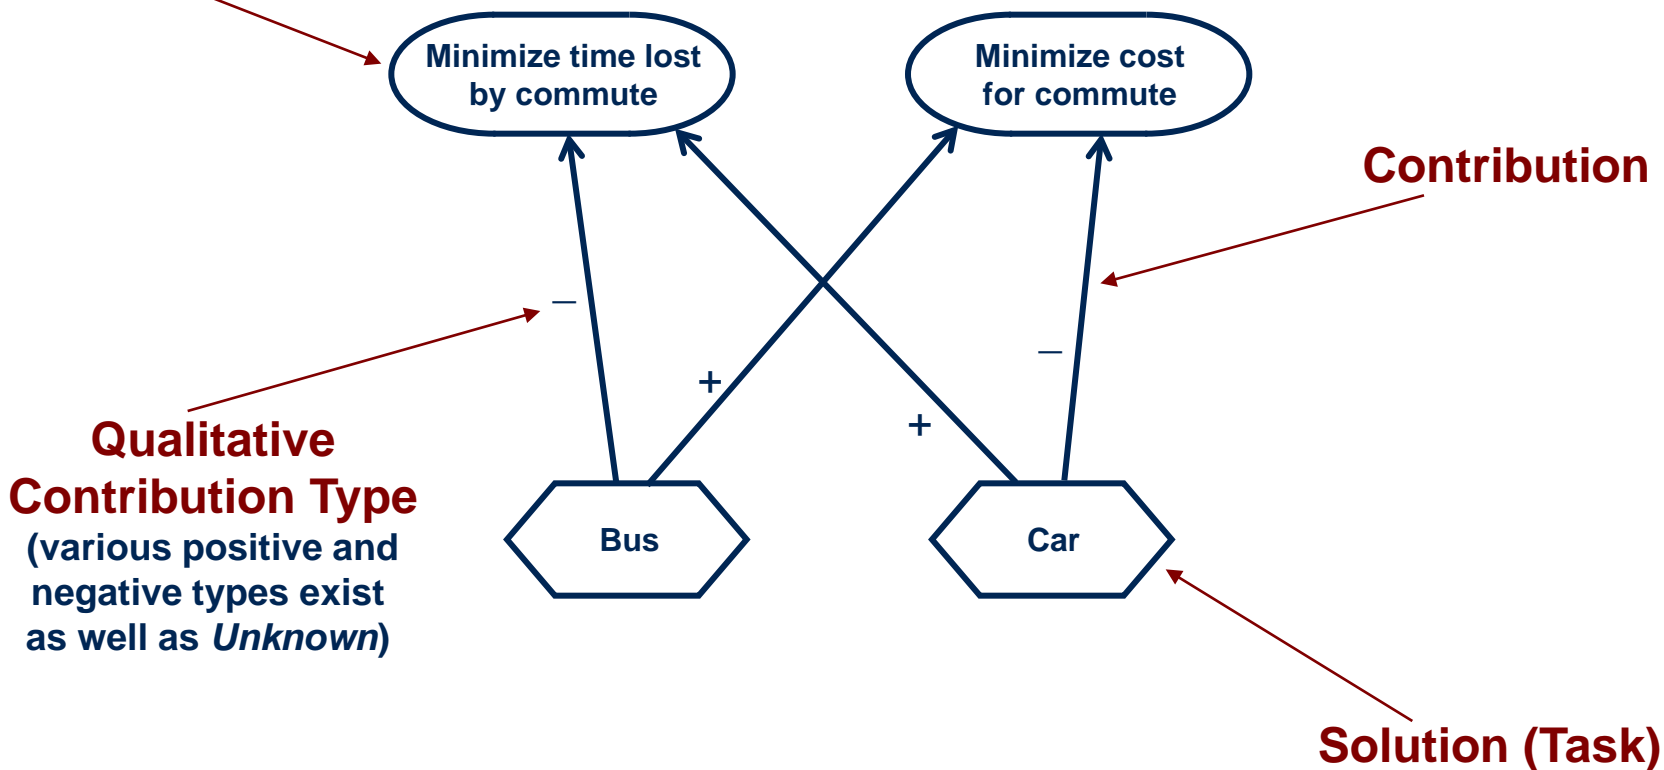 Minimize time lost
by commute
Minimize cost
for commute
Contribution
–
–
+
+
Qualitative
Contribution Type
(various positive and
negative types exist
as well as Unknown)
Bus
Car
Solution (Task)